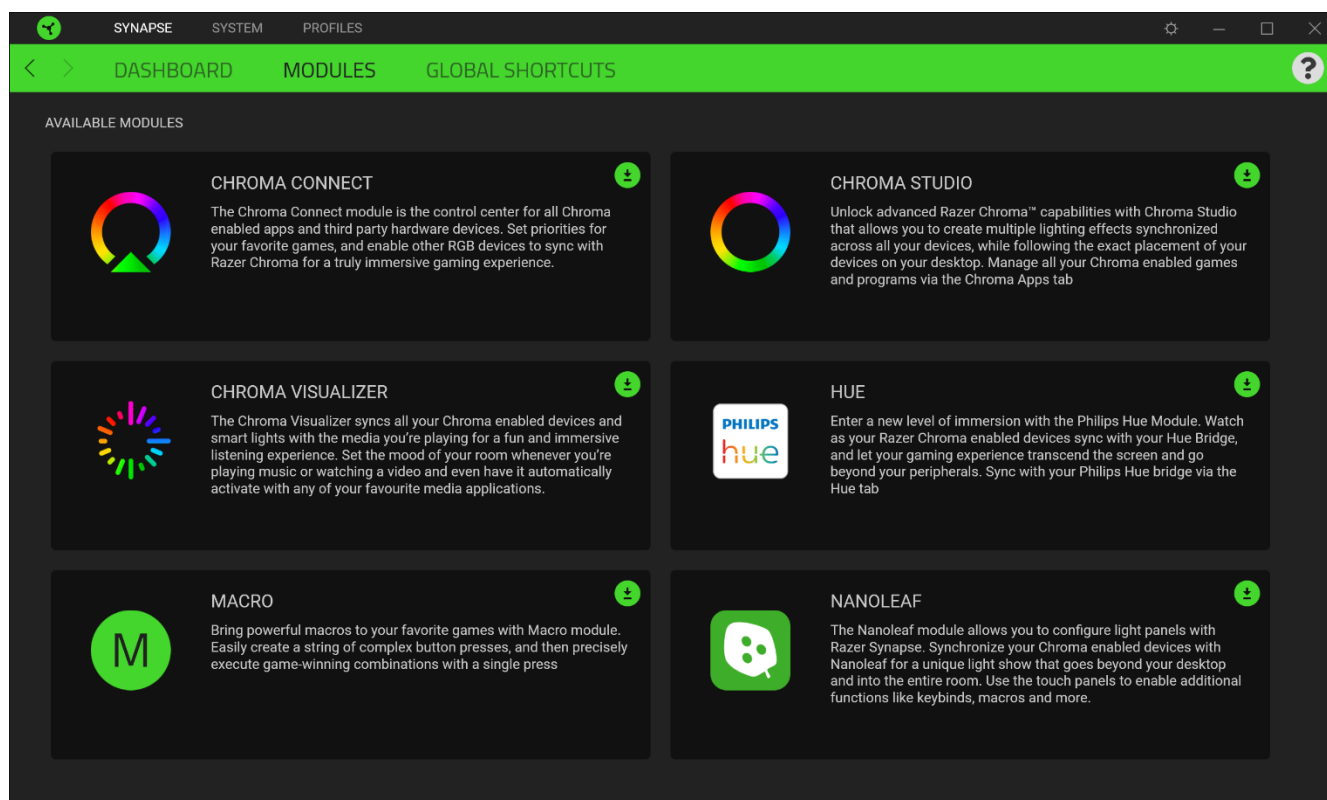 SYNAPSE SYSTEM PROFILES
DASHBOARD MODULES GLOBAL SHORTCUTS
?
AVAILABLE MODULES
CHROMA CONNECT
The Chroma Connect module is the control center for all Chroma
enabled apps and third party hardware devices. Set priorities for
your favorite games, and enable other RGB devices to sync with
Razer Chroma for a truly immersive gaming experience.
CHROMA STUDIO
Unlock advanced Razer Chroma™ capabilities with Chroma Studio
that allows you to create multiple lighting effects synchronized
across all your devices, while following the exact placement of your
devices on your desktop. Manage all your Chroma enabled games
and programs via the Chroma Apps tab
CHROMA VISUALIZER
The Chroma Visualizer syncs all your Chroma enabled devices and
smart lights with the media you're playing for a fun and immersive
listening experience. Set the mood of your room whenever you're
playing music or watching a video and even have it automatically
activate with any of your favourite media applications.
PHILIPS
hue
HUE
Enter a new level of immersion with the Philips Hue Module. Watch
as your Razer Chroma enabled devices sync with your Hue Bridge,
and let your gaming experience transcend the screen and go
beyond your peripherals. Sync with your Philips Hue bridge via the
Hue tab
M
MACRO
Bring powerful macros to your favorite games with Macro module.
Easily create a string of complex button presses, and then precisely
execute game-winning combinations with a single press
NANOLEAF
The Nanoleaf module allows you to configure light panels with
Razer Synapse. Synchronize your Chroma enabled devices with
Nanoleaf for a unique light show that goes beyond your desktop
and into the entire room. Use the touch panels to enable additional
functions like keybinds, macros and more.